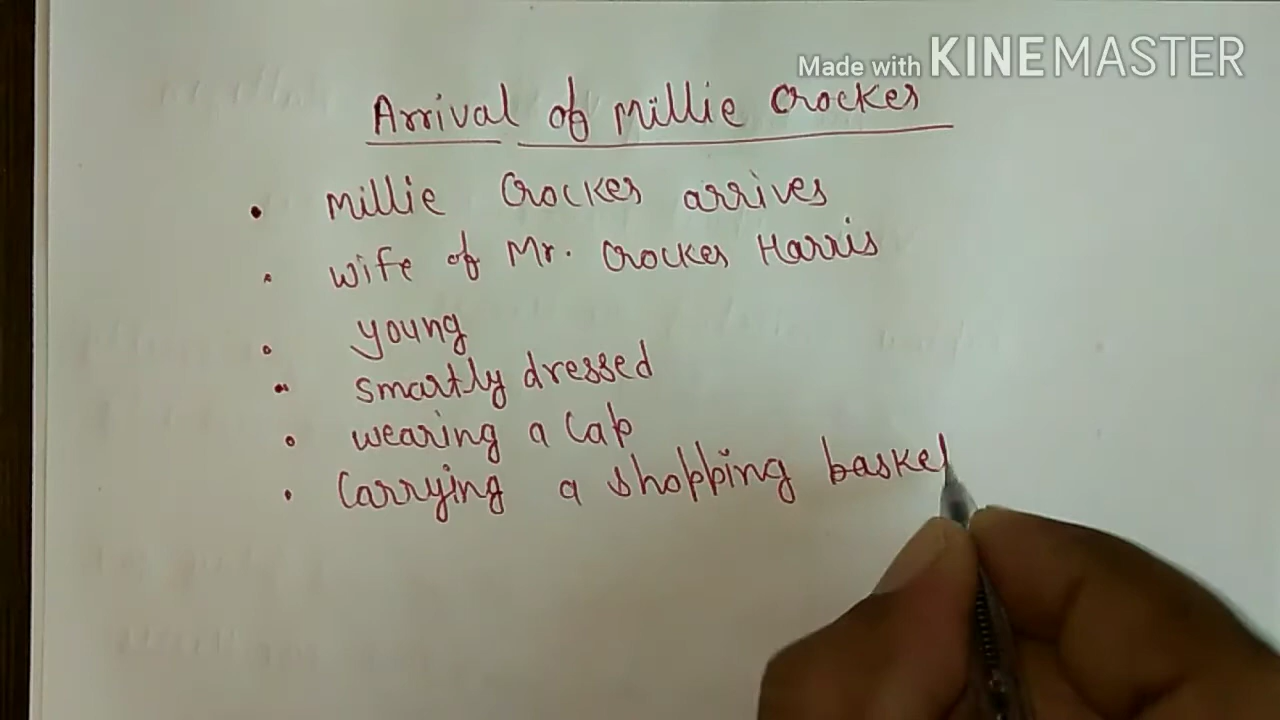 Made with KINEMASTER
Arrival of Millie Crocker
• Millie Crocker arrives
• wife of Mr. Crocker Harris
• young
• smartly dressed
• wearing a cap
• Carrying a shopping basket